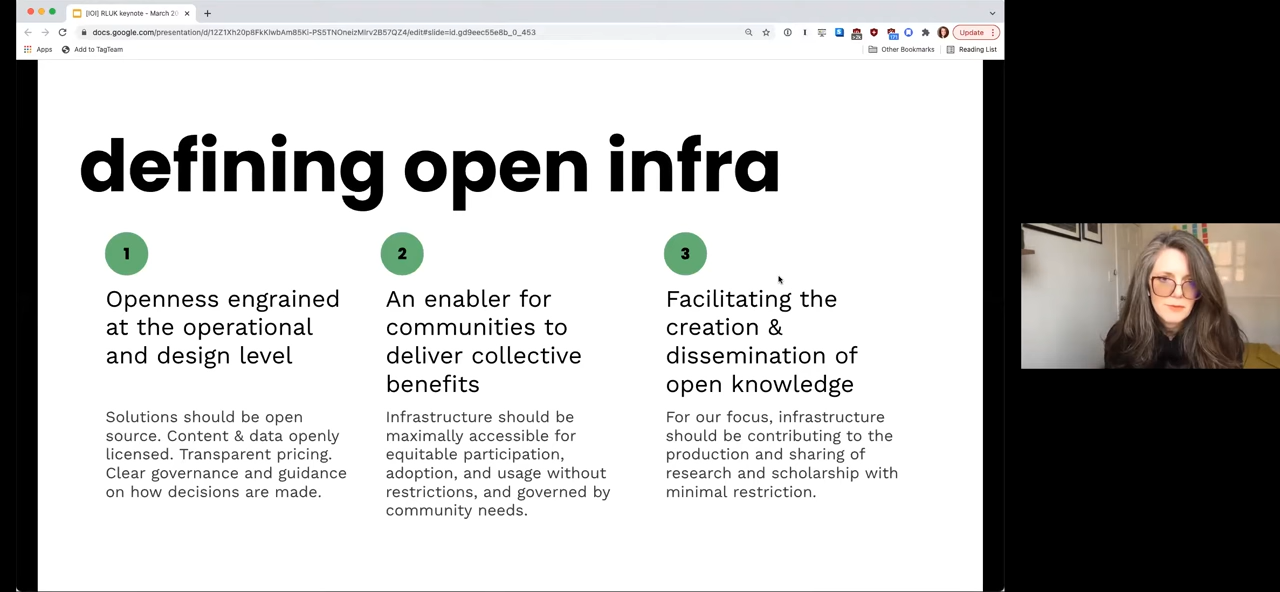 [IOI] RLUK keynote – March 20
docs.google.com/presentation/d/12Z1Xh20p8FkKIwbAm85Ki-PS5TNOneizMIrv2B57QZ4/edit#slide=id.gd9eec55e8b_0_453
Update
Apps
Add to TagTeam
Other Bookmarks
Reading List
defining open infra
1
Openness engrained
at the operational
and design level
Solutions should be open
source. Content & data openly
licensed. Transparent pricing.
Clear governance and guidance
on how decisions are made.
2
An enabler for
communities to
deliver collective
benefits
Infrastructure should be
maximally accessible for
equitable participation,
adoption, and usage without
restrictions, and governed by
community needs.
3
Facilitating the
creation &
dissemination of
open knowledge
For our focus, infrastructure
should be contributing to the
production and sharing of
research and scholarship with
minimal restriction.